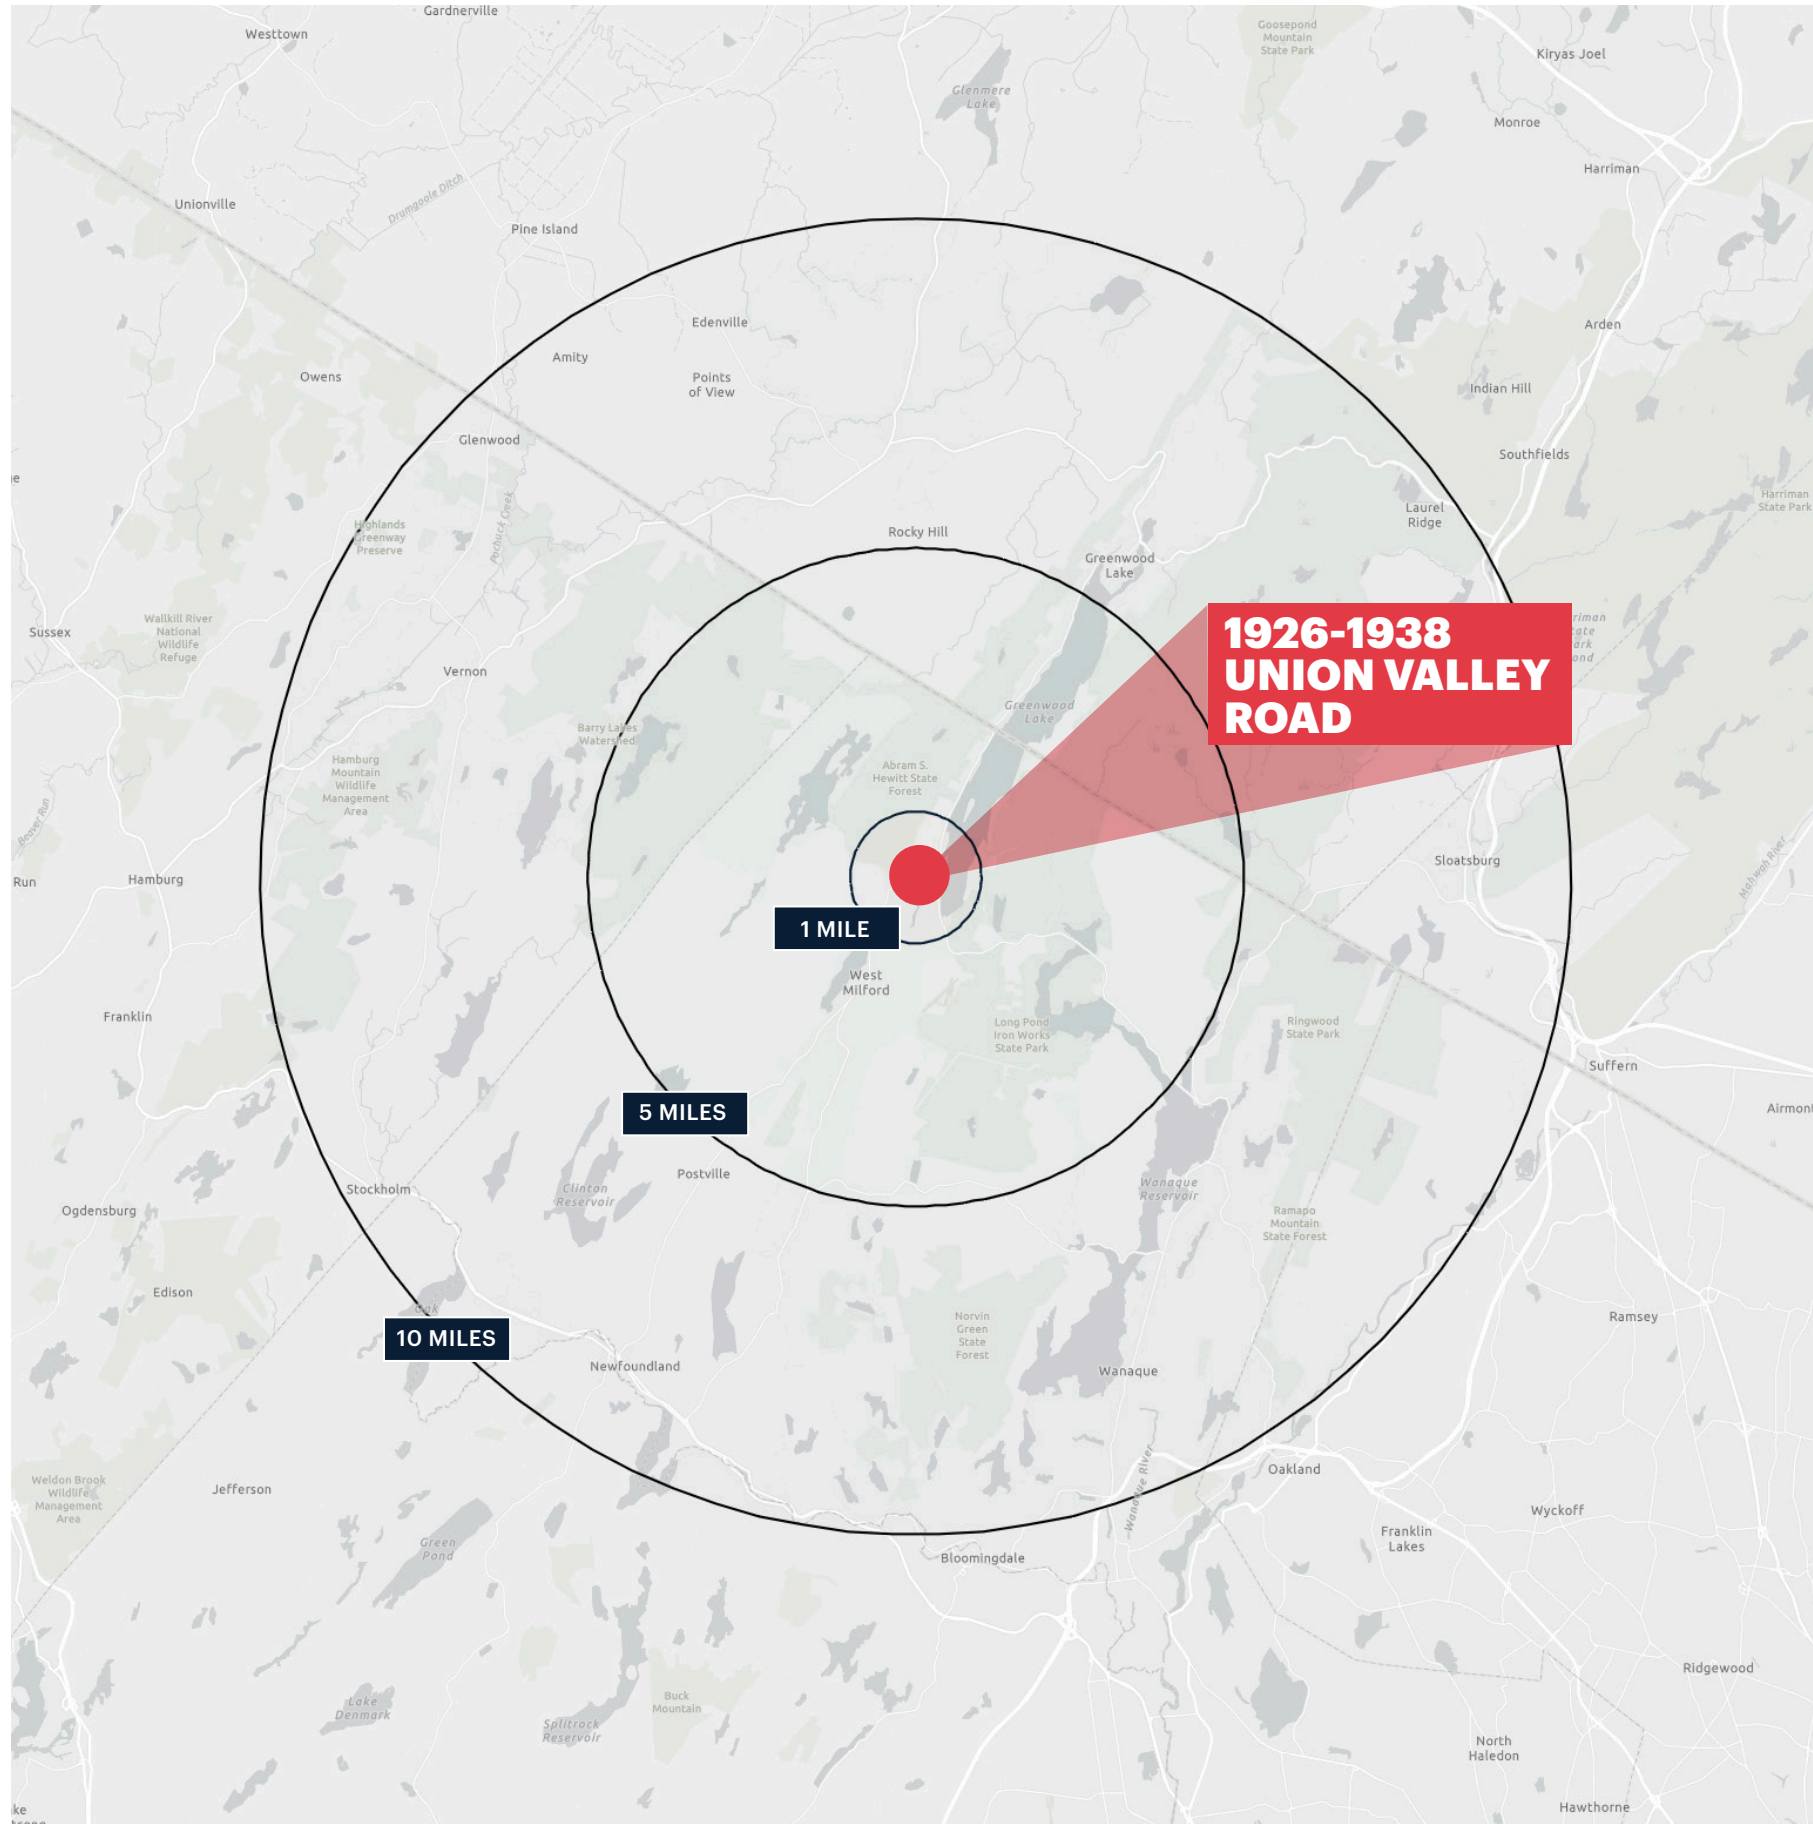 Gardnerville
Westtown
Goosepond
Mountain
State Park
Kiryas Joel
Glenmere
Lake
Monroe
Harriman
Drumgoole Ditch
Unionville
Pine Island
Edenville
Arden
Amity
Owens
Points
of View
Indian Hill
Glenwood
Southfields
Harriman
State Park
Laurel
Ridge
Highlands
Greenway
Preserve
Pochuck Creek
Rocky Hill
Greenwood
Lake
Wallkill River
National
Wildlife
Refuge
Sussex
1926-1938
UNION VALLEY
ROAD
Vernon
Greenwood
Lake
Barry Lakes
Watershed
Hamburg
Mountain
Wildlife
Management
Area
Abram S.
Hewitt State
Forest
Beaver Run
Sloatsburg
Mahwah River
Run
Hamburg
1 MILE
West
Milford
Franklin
Long Pond
Iron Works
State Park
Ringwood
State Park
Suffern
5 MILES
Airmont
Postville
Stockholm
Clinton
Reservoir
Wanaque
Reservoir
Ogdensburg
Ramapo
Mountain
State Forest
Edison
Oak
10 MILES
Norvin
Green
State
Forest
Ramsey
Newfoundland
Wanaque
Wanaque River
Oakland
Weldon Brook
Wildlife
Management
Area
Jefferson
Wyckoff
Green
Pond
Franklin
Lakes
Bloomingdale
Ridgewood
Lake
Denmark
Buck
Mountain
Splitrock
Reservoir
North
Haledon
Hawthorne